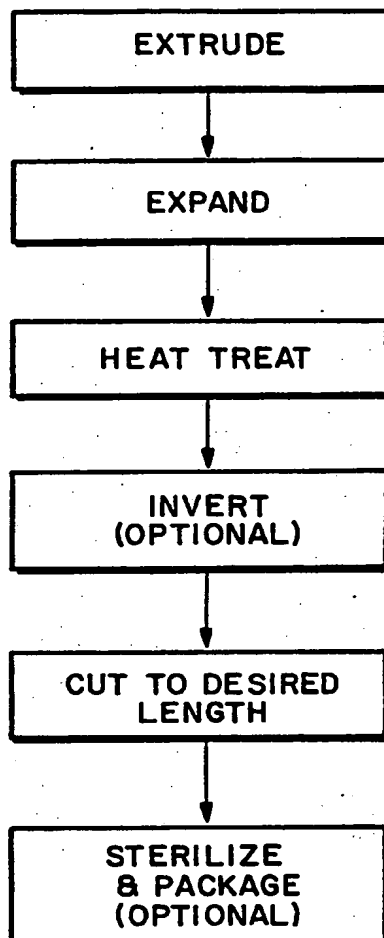 EXTRUDE
EXPAND
HEAT TREAT
INVERT
(OPTIONAL)
CUT TO DESIRED
LENGTH
STERILIZE
& PACKAGE
(OPTIONAL)